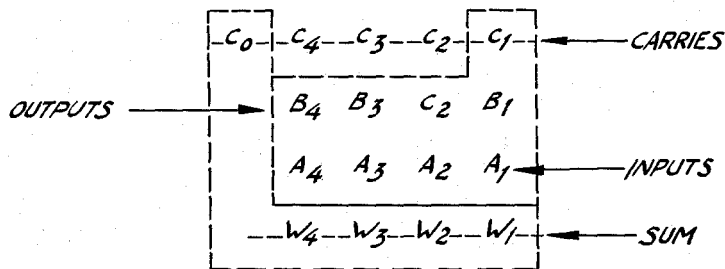 C0 C4 C3 C2 C1 CARRIES
OUTPUTS B4 B3 C2 B1
A4 A3 A2 A1 INPUTS
W4 W3 W2 W1 SUM